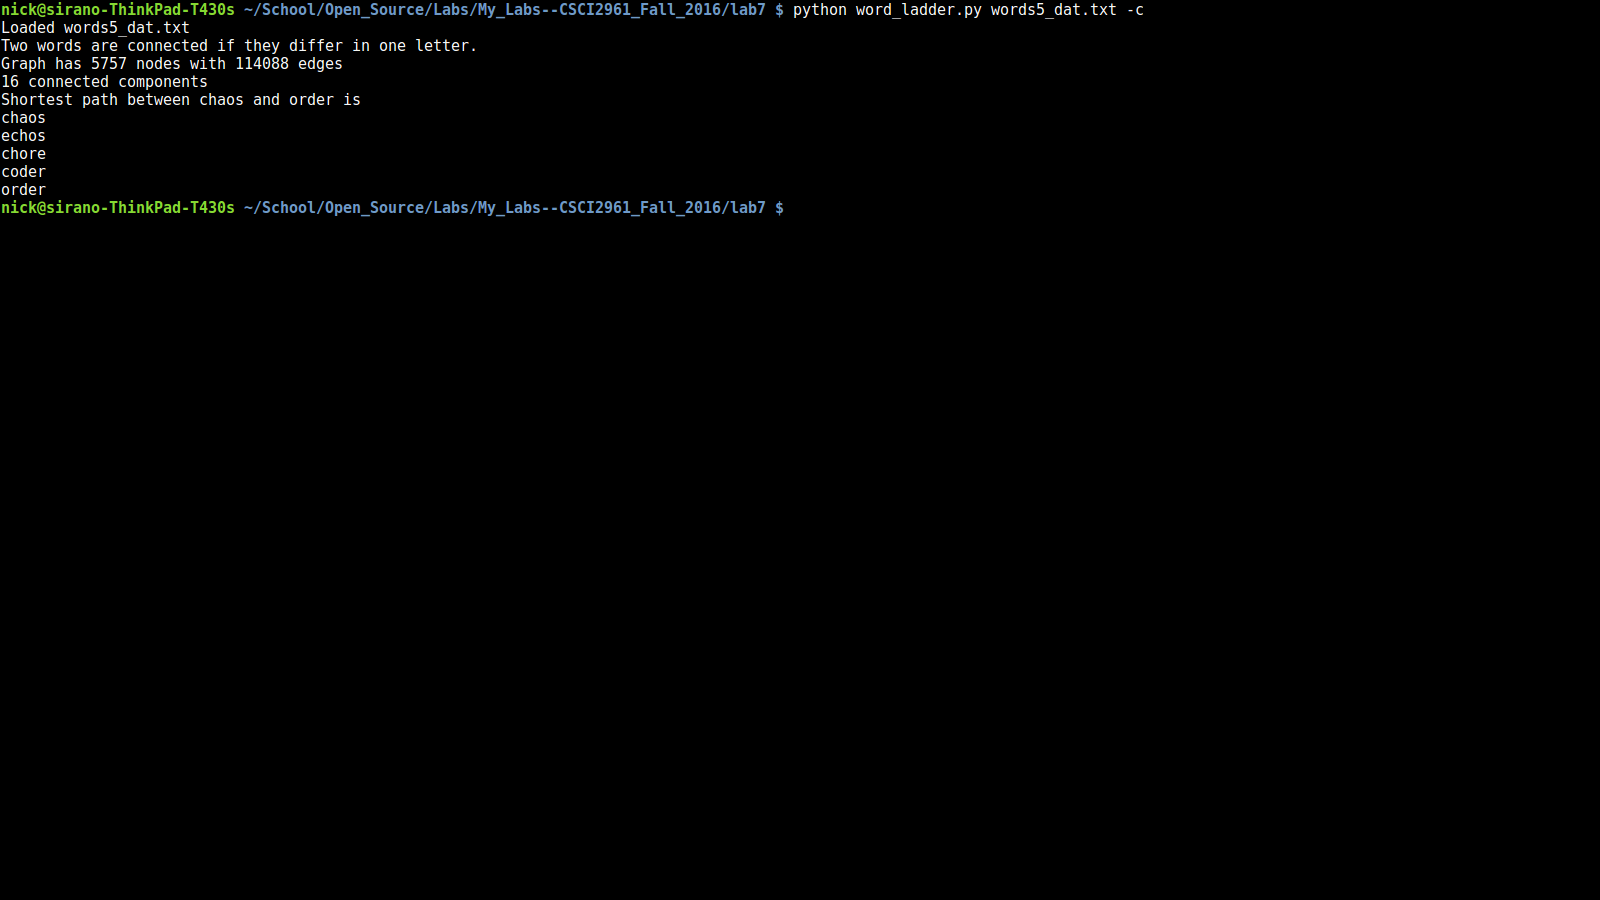 nick@sirano-ThinkPad-T430s ~/School/Open_Source/Labs/My_Labs--CSCI2961_Fall_2016/lab7 $ python word_ladder.py words5_dat.txt -c
Loaded words5_dat.txt
Two words are connected if they differ in one letter.
Graph has 5757 nodes with 114088 edges
16 connected components
Shortest path between chaos and order is
chaos
echos
chore
coder
order
nick@sirano-ThinkPad-T430s ~/School/Open_Source/Labs/My_Labs--CSCI2961_Fall_2016/lab7 $